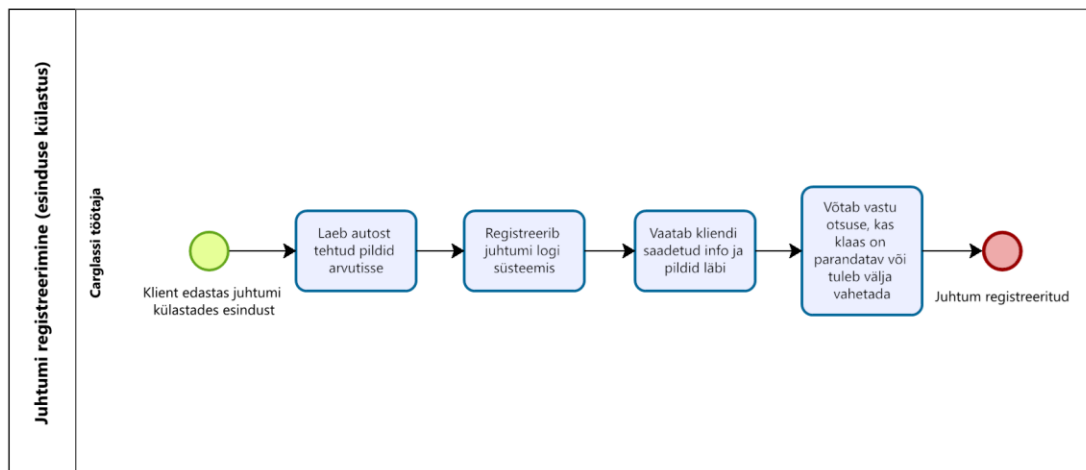 Juhtumi registreerimine (esinduse külastus)
Carglassi töötaja
Klient edastas juhtumi
külastades esindust
Laeb autost
tehtud pildid
arvutisse
Registreerib
juhtumi logi
süsteemis
Vaatab kliendi
saadetud info ja
pildid läbi
Võtab vastu
otsuse, kas
klaas on
parandatav või
tuleb välja
vahetada
Juhtum registreeritud